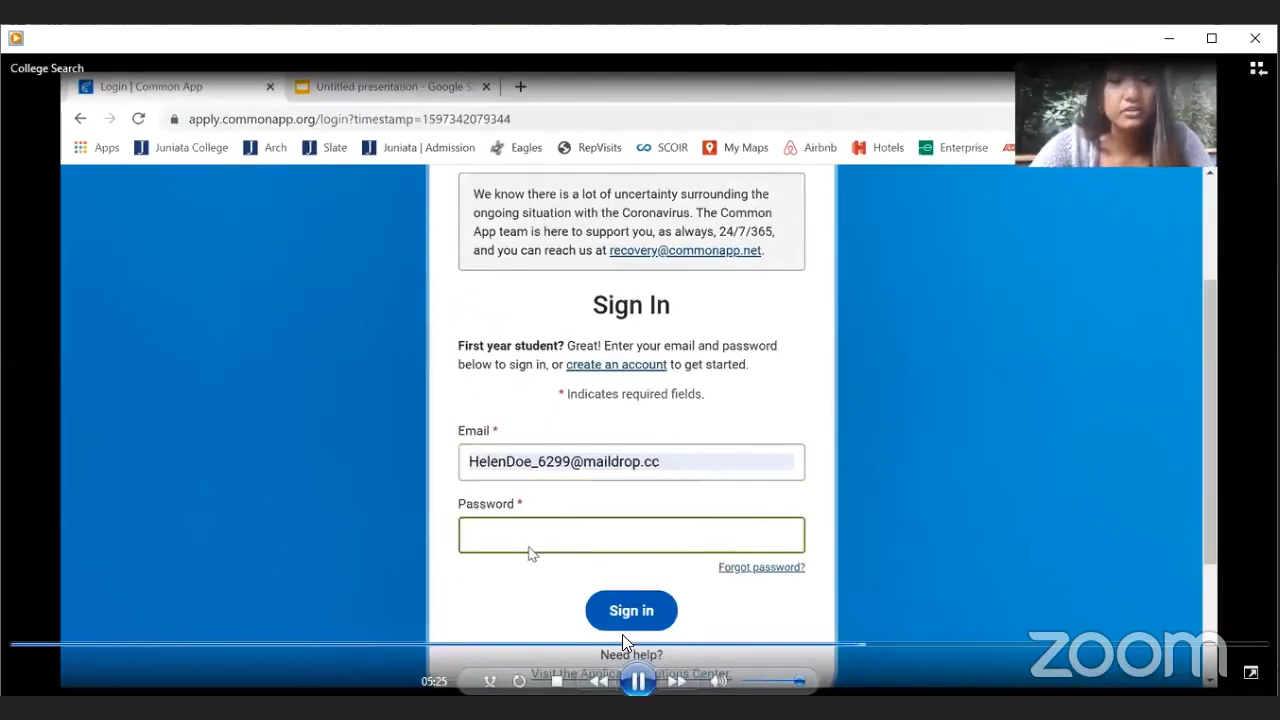 College Search
Login | Common App
Untitled presentation - Google S
apply.commonapp.org/login?timestamp=1597342079344
Apps Juniata College Arch Slate Juniata | Admission Eagles RepVisits SCOIR My Maps Airbnb Hotels Enterprise
We know there is a lot of uncertainty surrounding the
ongoing situation with the Coronavirus. The Common
App team is here to support you, as always, 24/7/365,
and you can reach us at recovery@commonapp.net.
Sign In
First year student? Great! Enter your email and password
below to sign in, or create an account to get started.
* Indicates required fields.
Email *
HelenDoe_6299@maildrop.cc
Password *
Forgot password?
Sign in
Need help?
Visit the Applica utions Center.
05:25
zoom